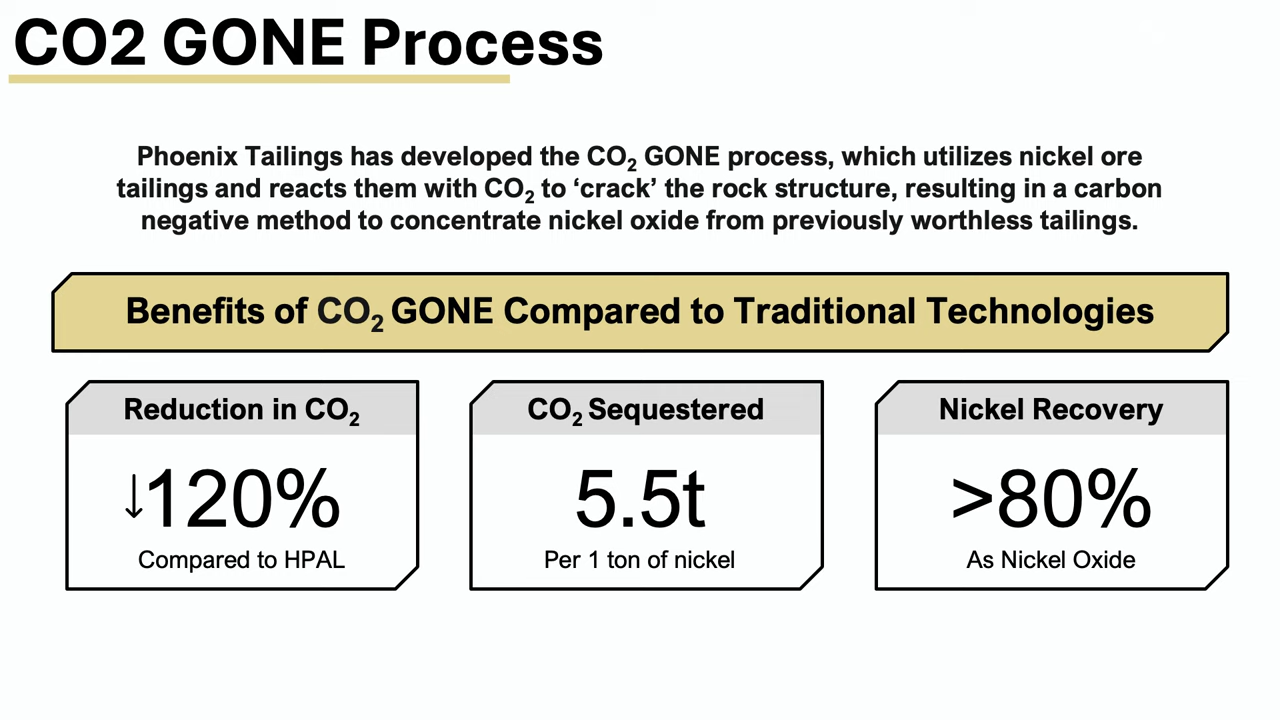 CO2 GONE Process
Phoenix Tailings has developed the CO₂ GONE process, which utilizes nickel ore
tailings and reacts them with CO₂ to ‘crack’ the rock structure, resulting in a carbon
negative method to concentrate nickel oxide from previously worthless tailings.
Benefits of CO₂ GONE Compared to Traditional Technologies
Reduction in CO₂
↓120%
Compared to HPAL
CO₂ Sequestered
5.5t
Per 1 ton of nickel
Nickel Recovery
>80%
As Nickel Oxide